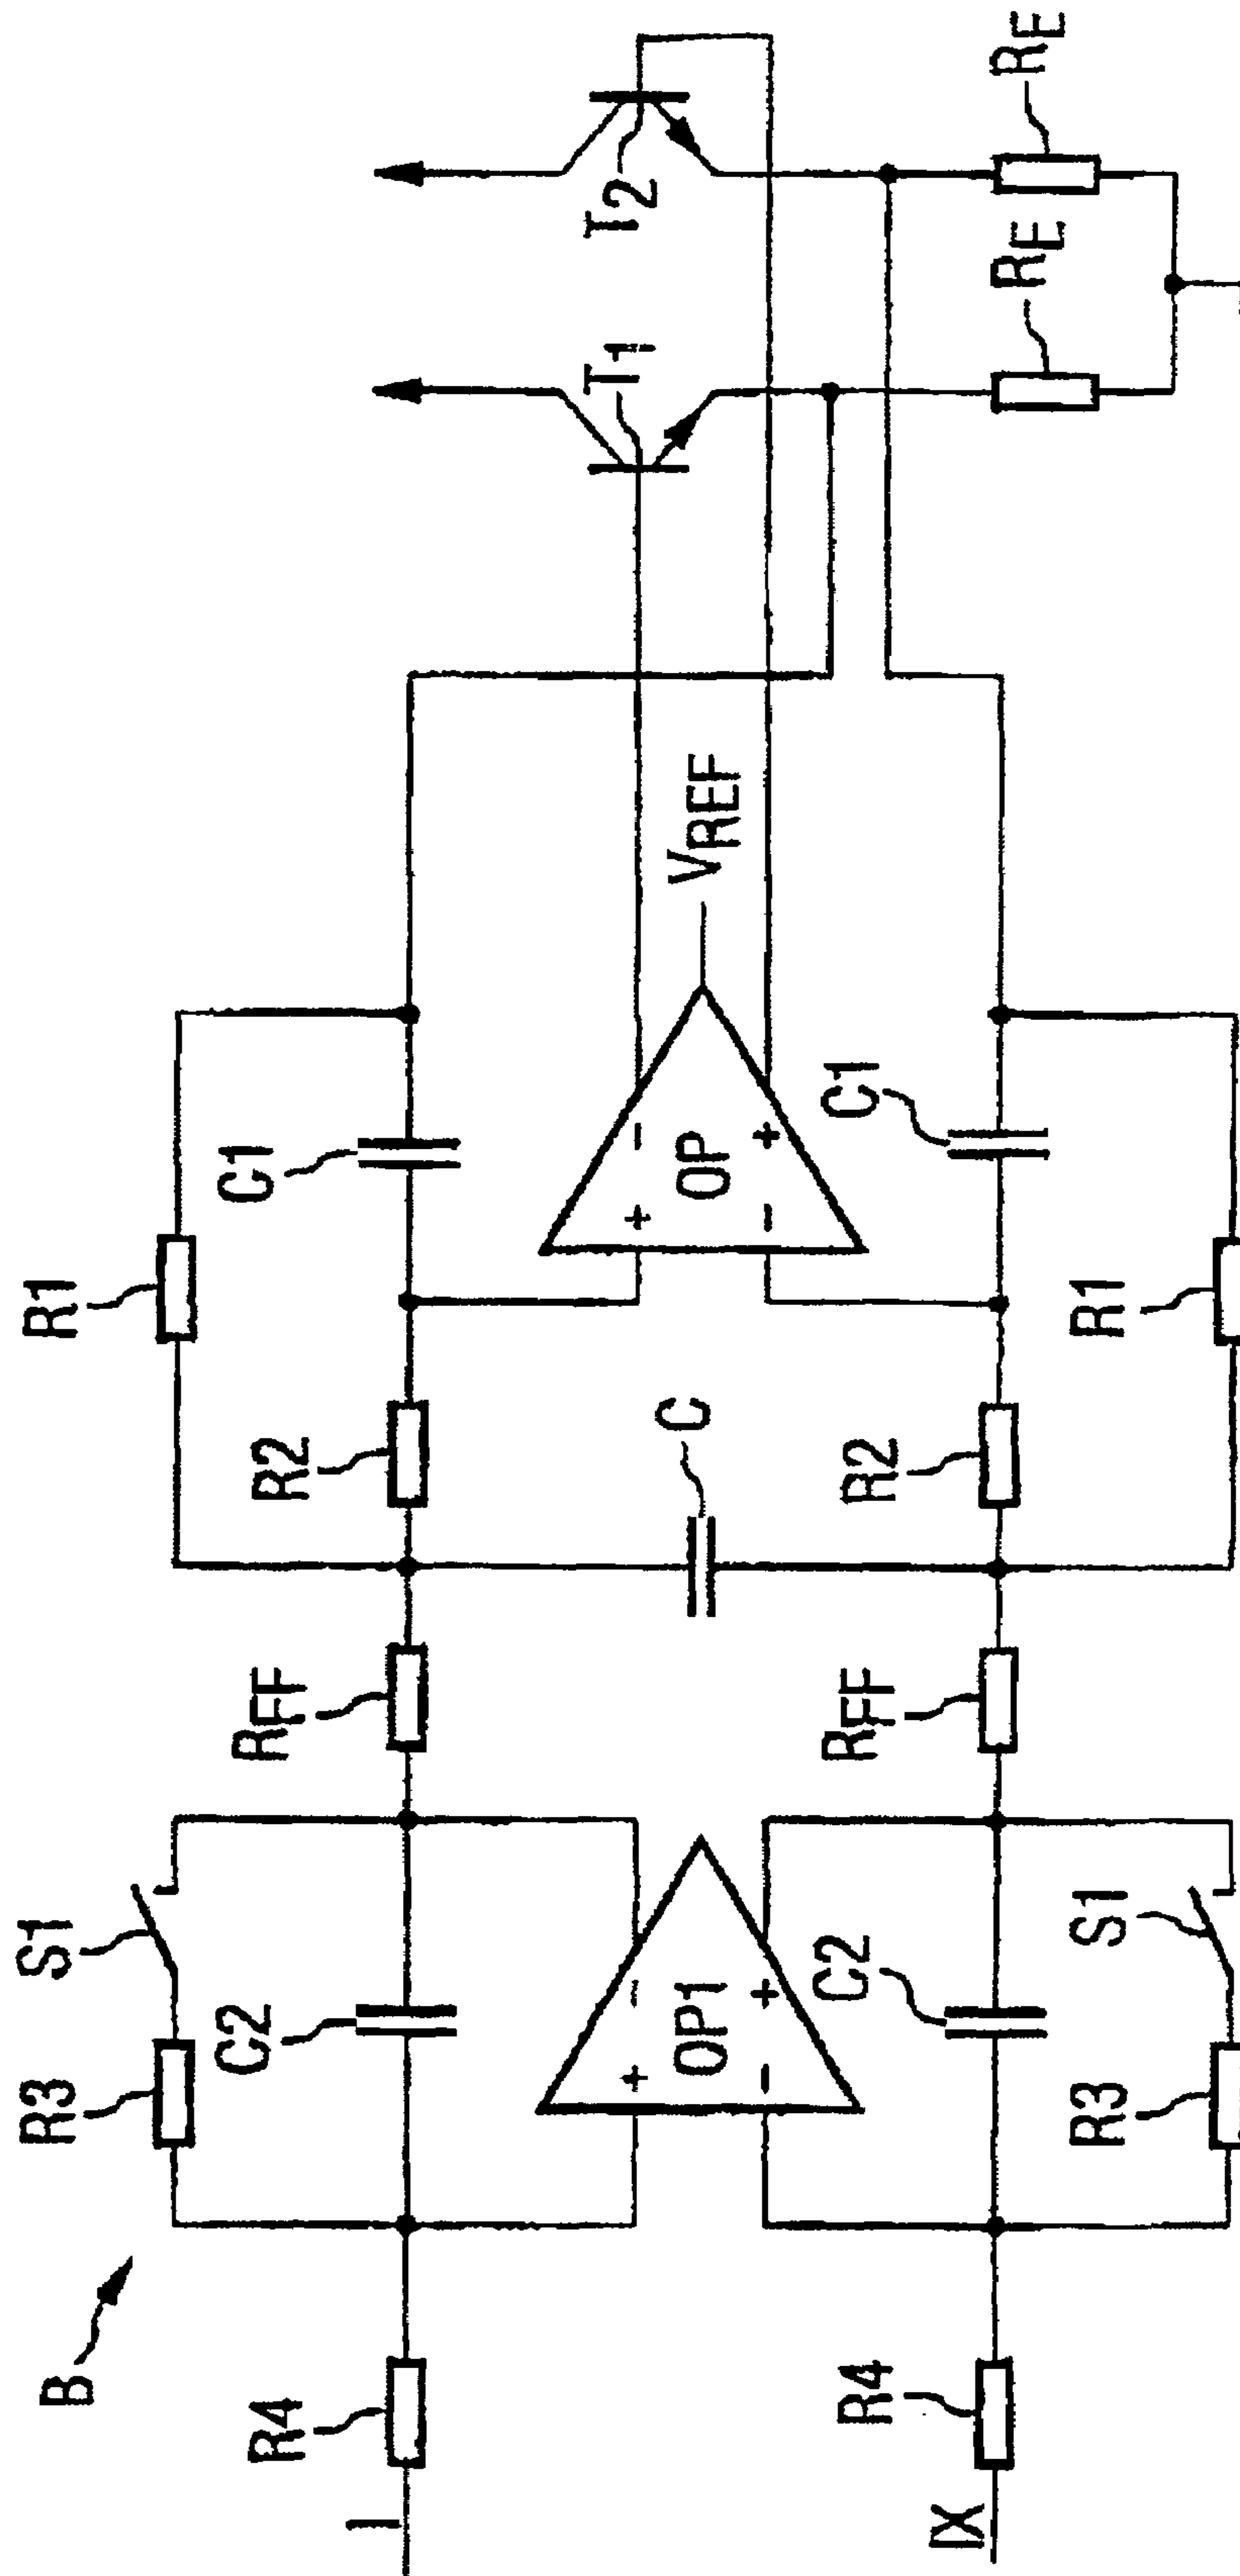 B
R3
S1
R1
R4
C2
RFF
R2
C1
I
T1
T2
+ -
+ -
OP1
C
OP
VREF
- +
- +
R4
C2
RFF
R2
C1
IX
RE
RE
R3
S1
R1